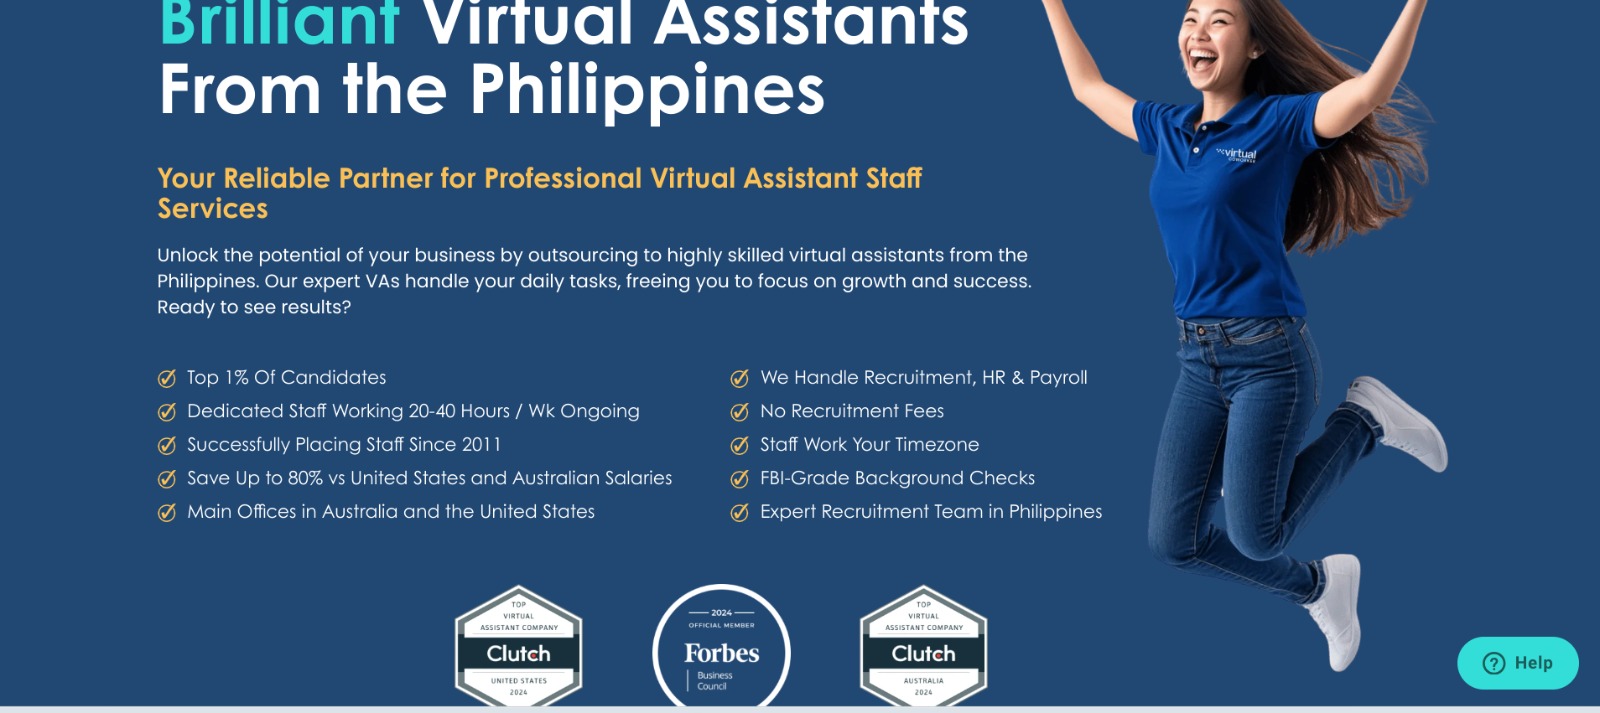 Brilliant Virtual Assistants
From the Philippines
Your Reliable Partner for Professional Virtual Assistant Staff
Services
Unlock the potential of your business by outsourcing to highly skilled virtual assistants from the
Philippines. Our expert VAs handle your daily tasks, freeing you to focus on growth and success.
Ready to see results?
Top 1% Of Candidates
Dedicated Staff Working 20-40 Hours / Wk Ongoing
Successfully Placing Staff Since 2011
Save Up to 80% vs United States and Australian Salaries
Main Offices in Australia and the United States
We Handle Recruitment, HR & Payroll
No Recruitment Fees
Staff Work Your Timezone
FBI-Grade Background Checks
Expert Recruitment Team in Philippines
virtual
COWORKER
TOP
VIRTUAL
ASSISTANT COMPANY
Clutch
UNITED STATES
2024
2024
OFFICIAL MEMBER
Forbes
Business
Council
TOP
VIRTUAL
ASSISTANT COMPANY
Clutch
AUSTRALIA
2024
Help